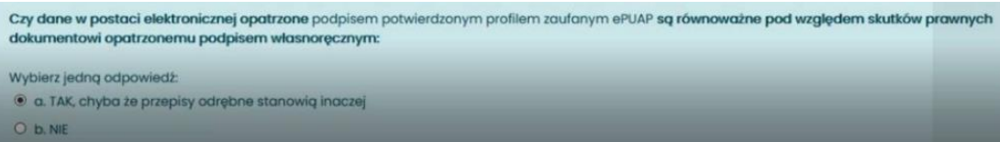 Czy dane w postaci elektronicznej opatrzone podpisem potwierdzonym profilem zaufanym ePUAP są równoważne pod względem skutków prawnych
dokumentowi opatrzonemu podpisem własnoręcznym:
Wybierz jedną odpowiedź:
a. TAK, chyba że przepisy odrębne stanowią inaczej
b. NIE